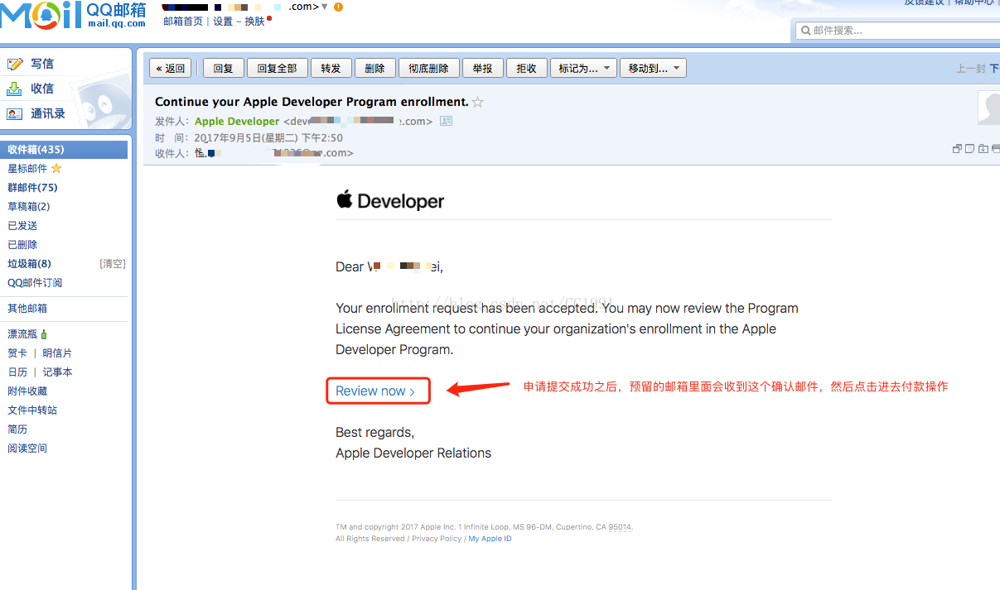 Mail QQ邮箱
mail.qq.com
.com>
邮箱首页 | 设置 - 换肤
反馈建议 | 帮助中心
邮件搜索...
写信
收信
通讯录
« 返回 回复 回复全部 转发 删除 彻底删除 举报 拒收 标记为... 移动到...
上一封 下
Continue your Apple Developer Program enrollment.
发件人： Apple Developer <deve .com>
时 间： 2017年9月5日(星期二) 下午2:50
收件人： .com>
收件箱(435)
星标邮件
群邮件(75)
草稿箱(2)
已发送
已删除
垃圾箱(8) [清空]
QQ邮件订阅
其他邮箱
漂流瓶
贺卡 | 明信片
日历 | 记事本
附件收藏
文件中转站
简历
阅读空间
Developer
Dear W ei,
http://blog.csdn.net/CC1991_
Your enrollment request has been accepted. You may now review the Program
License Agreement to continue your organization's enrollment in the Apple
Developer Program.
Review now >
申请提交成功之后，预留的邮箱里面会收到这个确认邮件，然后点击进去付款操作
Best regards,
Apple Developer Relations
TM and copyright 2017 Apple Inc. 1 Infinite Loop, MS 96-DM, Cupertino, CA 95014.
All Rights Reserved / Privacy Policy / My Apple ID